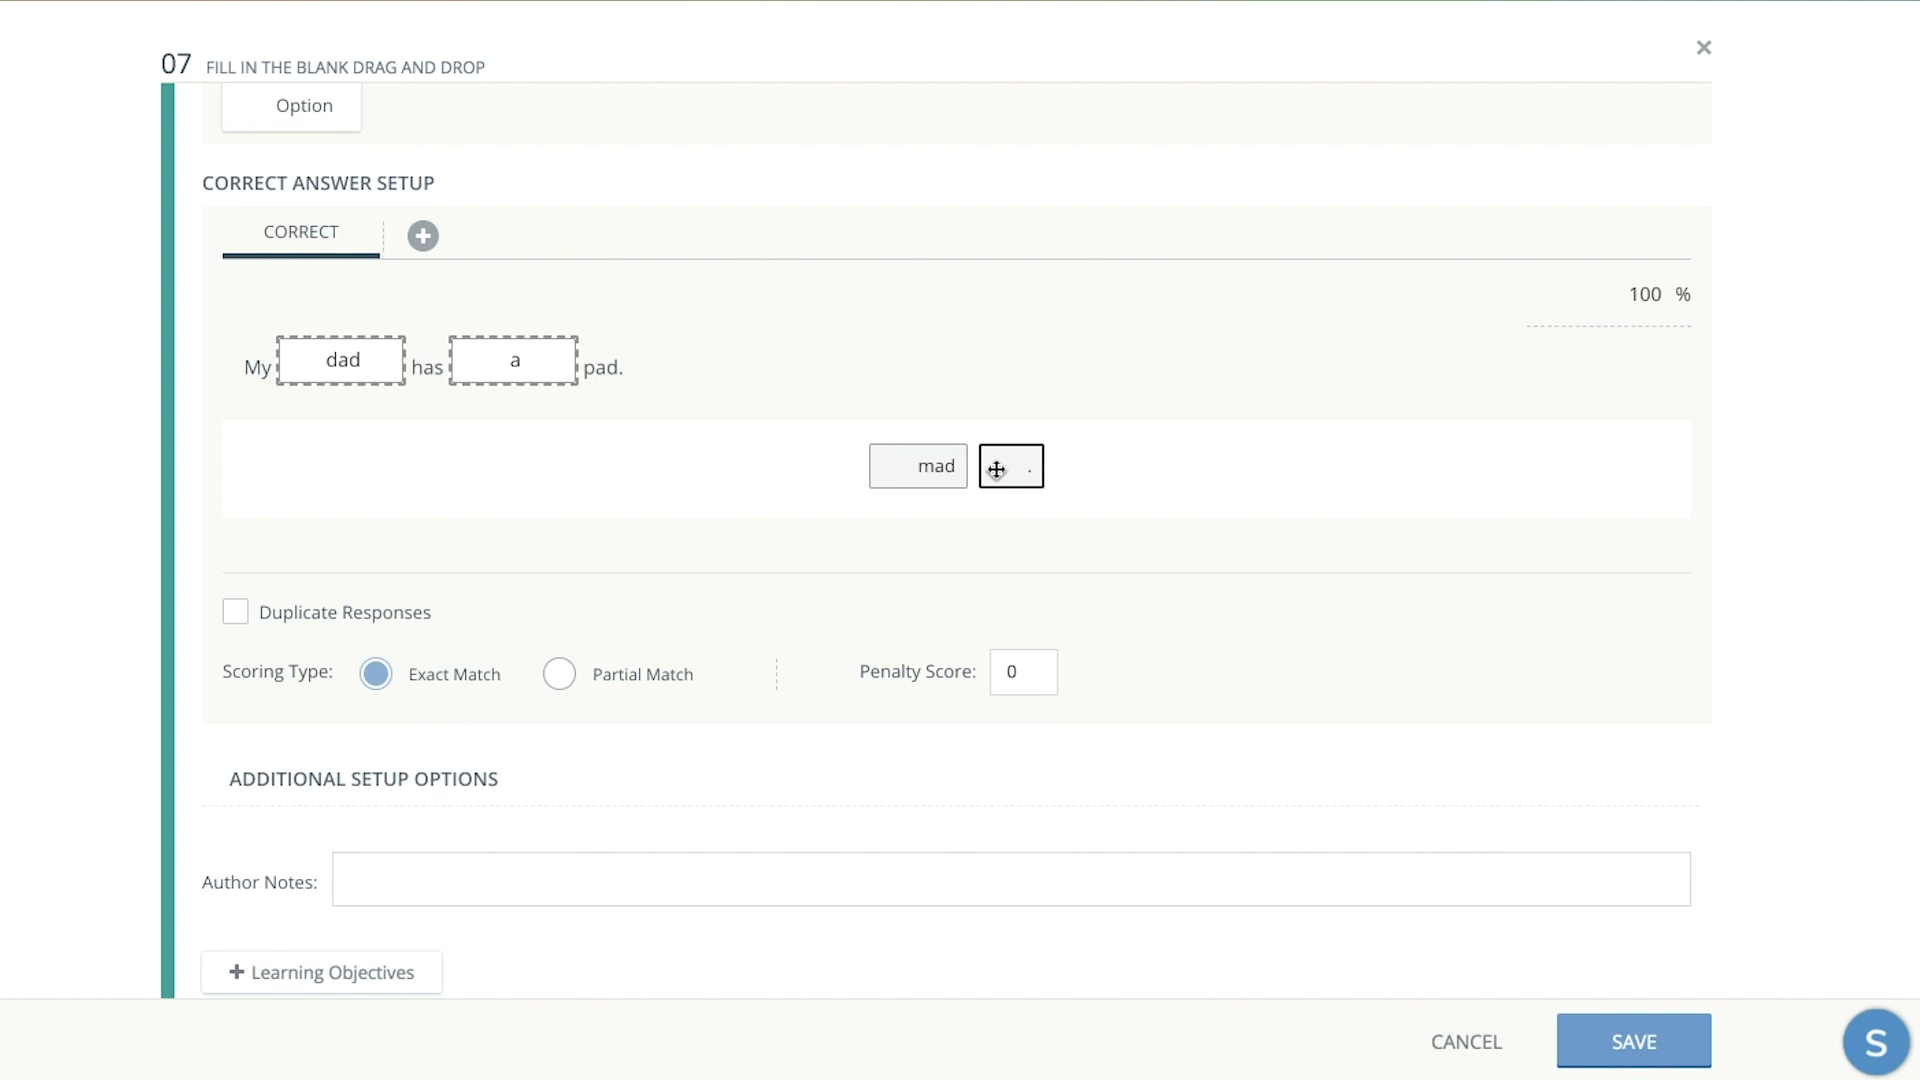 07 FILL IN THE BLANK DRAG AND DROP
Option
CORRECT ANSWER SETUP
CORRECT
100 %
My dad has a pad.
mad .
Duplicate Responses
Scoring Type: Exact Match Partial Match Penalty Score: 0
ADDITIONAL SETUP OPTIONS
Author Notes:
Learning Objectives
CANCEL SAVE S